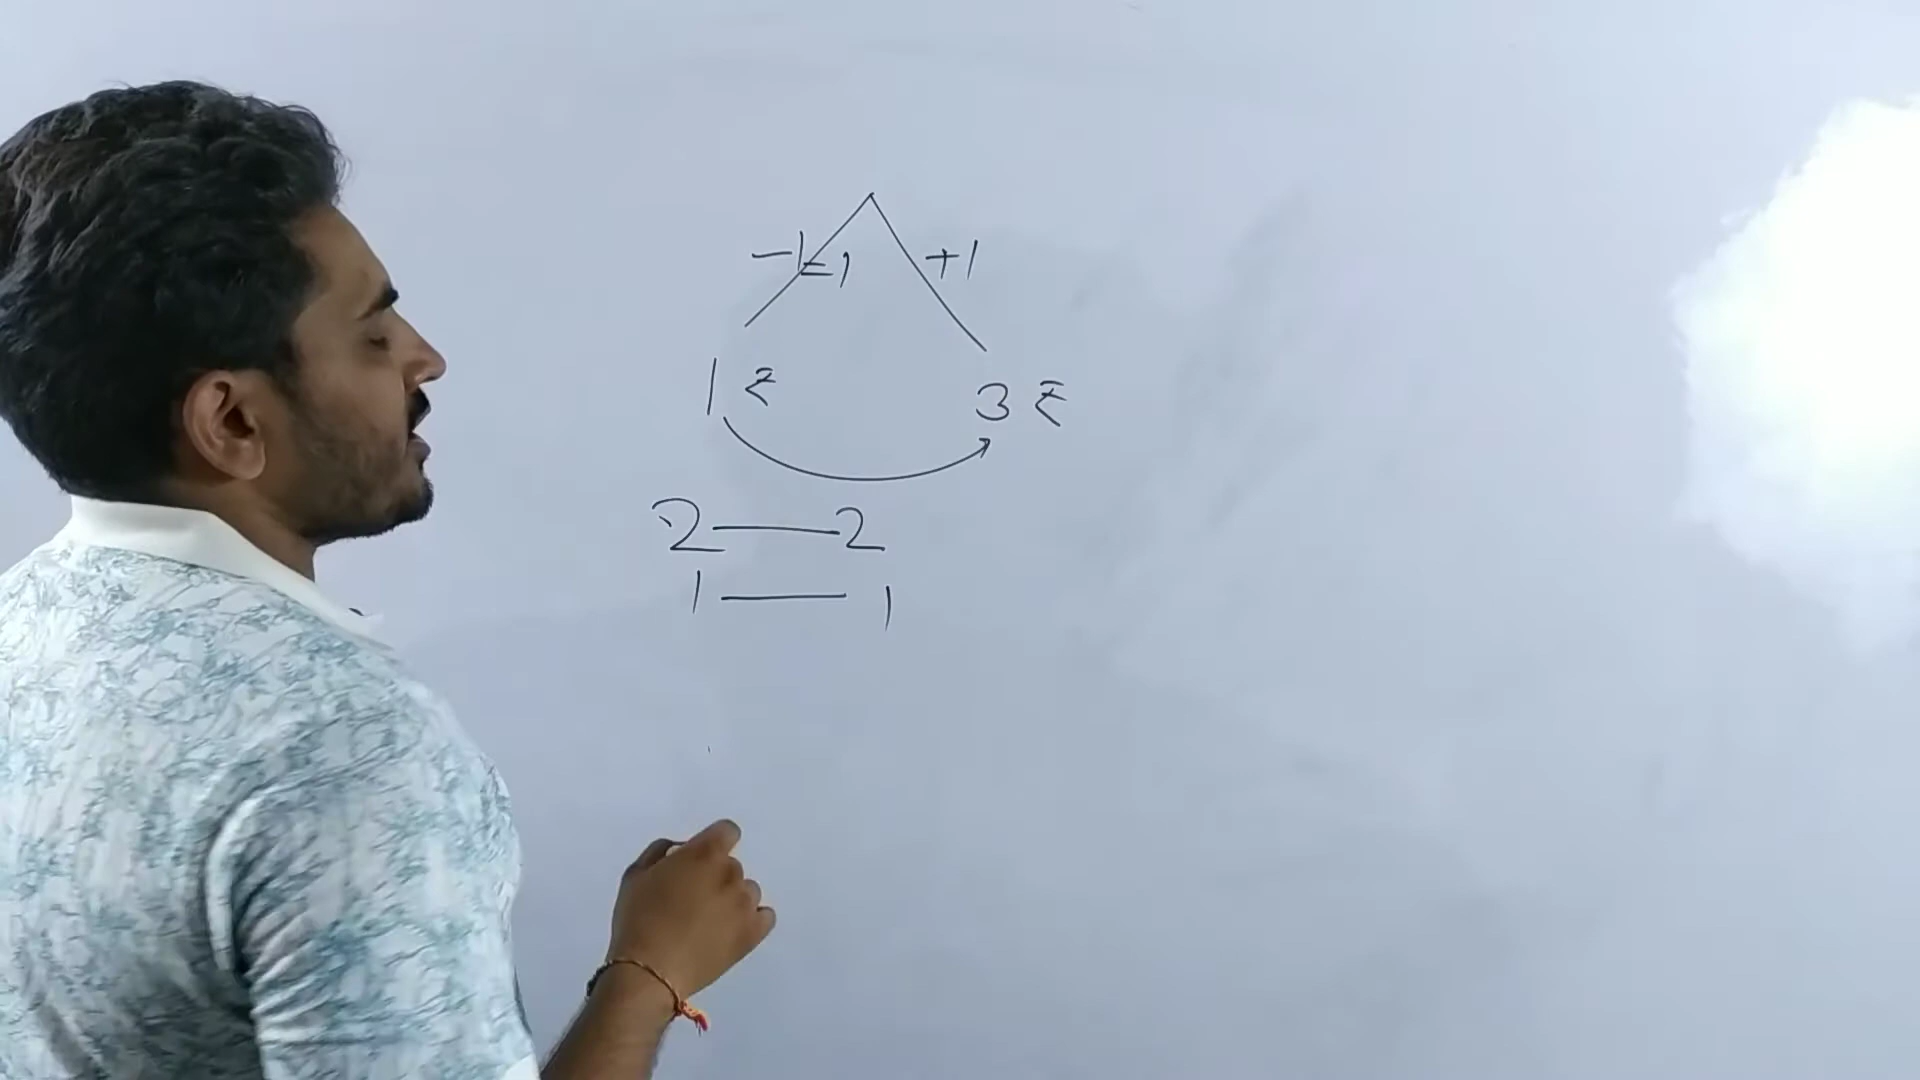 -1=1 +1
1 ₹ 3 ₹
2 — 2
1 — 1